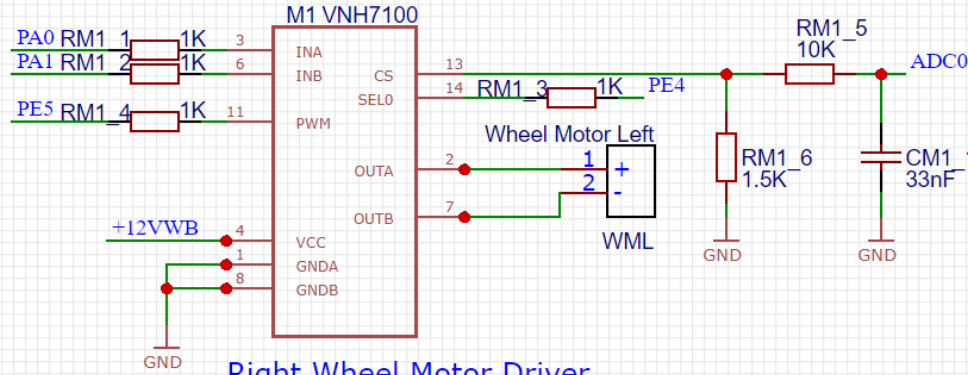 M1 VNH7100
PA0 RM1_1 1K 3 INA
PA1 RM1_2 1K 6 INB
PE5 RM1_4 1K 11 PWM
CS 13
SEL0 14 RM1_3 1K PE4
RM1_5
10K
ADC0
Wheel Motor Left
OUTA 2 1 +
OUTB 7 2 -
WML
RM1_6
1.5K
GND
CM1_
33nF
GND
+12VWB 4 VCC
1 GNDA
8 GNDB
GND
Right Wheel Motor Driver